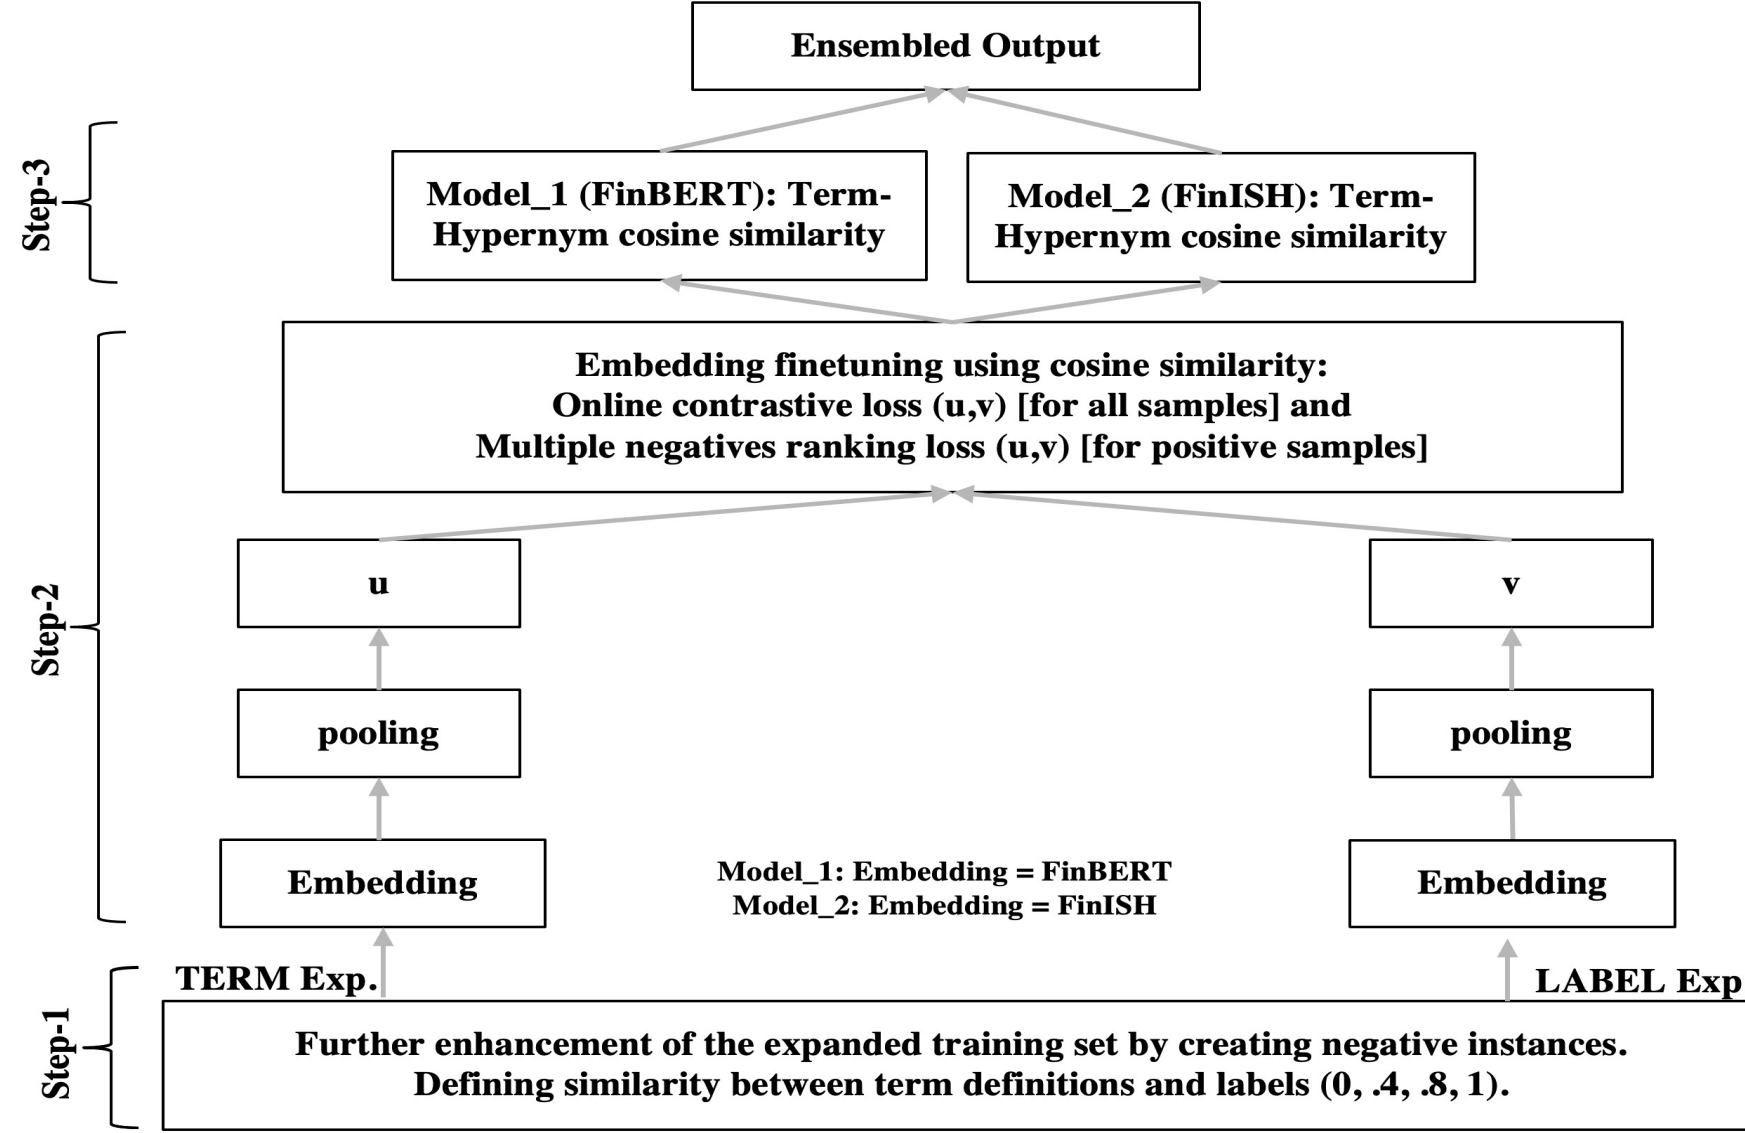 Ensembled Output
Step-3
Model_1 (FinBERT): Term-
Hypernym cosine similarity
Model_2 (FinISH): Term-
Hypernym cosine similarity
Step-2
Embedding finetuning using cosine similarity:
Online contrastive loss (u,v) [for all samples] and
Multiple negatives ranking loss (u,v) [for positive samples]
u
v
pooling
pooling
Embedding
Model_1: Embedding = FinBERT
Model_2: Embedding = FinISH
Embedding
Step-1
TERM Exp.
LABEL Exp
Further enhancement of the expanded training set by creating negative instances.
Defining similarity between term definitions and labels (0, .4, .8, 1).